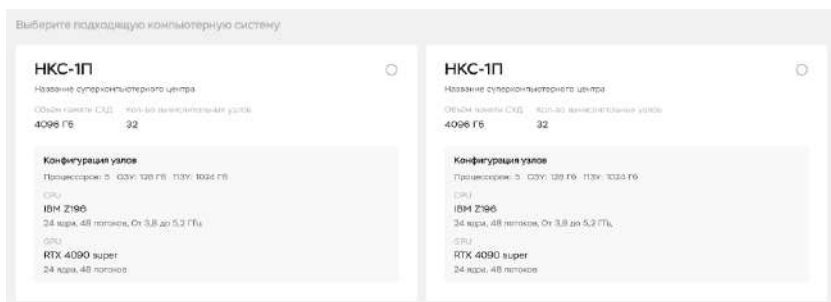 Выберите подходящую компьютерную систему
НКС-1П
Название суперкомпьютерного центра
Объём памяти СХД Кол-во вычислительных узлов
4096 Гб 32
Конфигурация узлов
Процессоров: 5 ОЗУ: 128 Гб ПЗУ: 1024 Гб
CPU
IBM Z196
24 ядра, 48 потоков, От 3,8 до 5,2 ГГц
GPU
RTX 4090 super
24 ядра, 48 потоков
НКС-1П
Название суперкомпьютерного центра
Объём памяти СХД Кол-во вычислительных узлов
4096 Гб 32
Конфигурация узлов
Процессоров: 5 ОЗУ: 128 Гб ПЗУ: 1024 Гб
CPU
IBM Z196
24 ядра, 48 потоков, От 3,8 до 5,2 ГГц
GPU
RTX 4090 super
24 ядра, 48 потоков